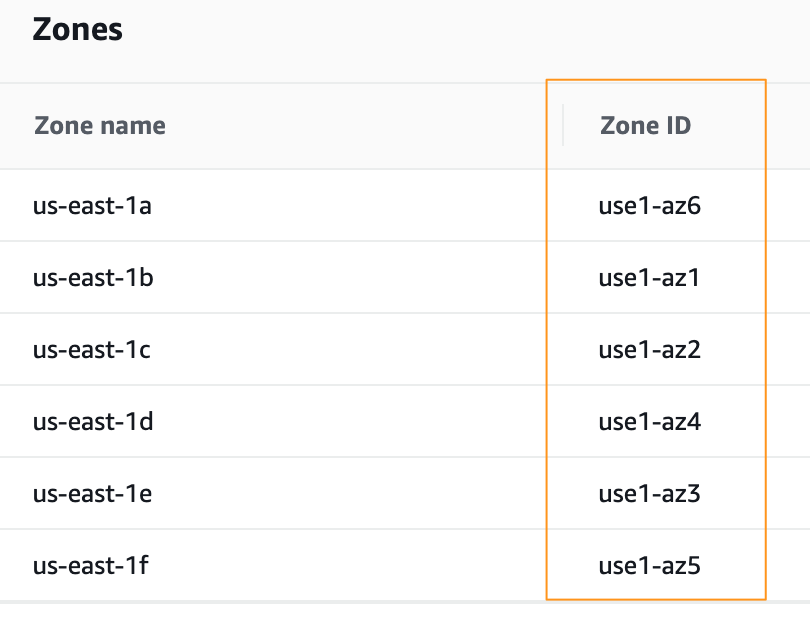 Zones
Zone name Zone ID
us-east-1a use1-az6
us-east-1b use1-az1
us-east-1c use1-az2
us-east-1d use1-az4
us-east-1e use1-az3
us-east-1f use1-az5